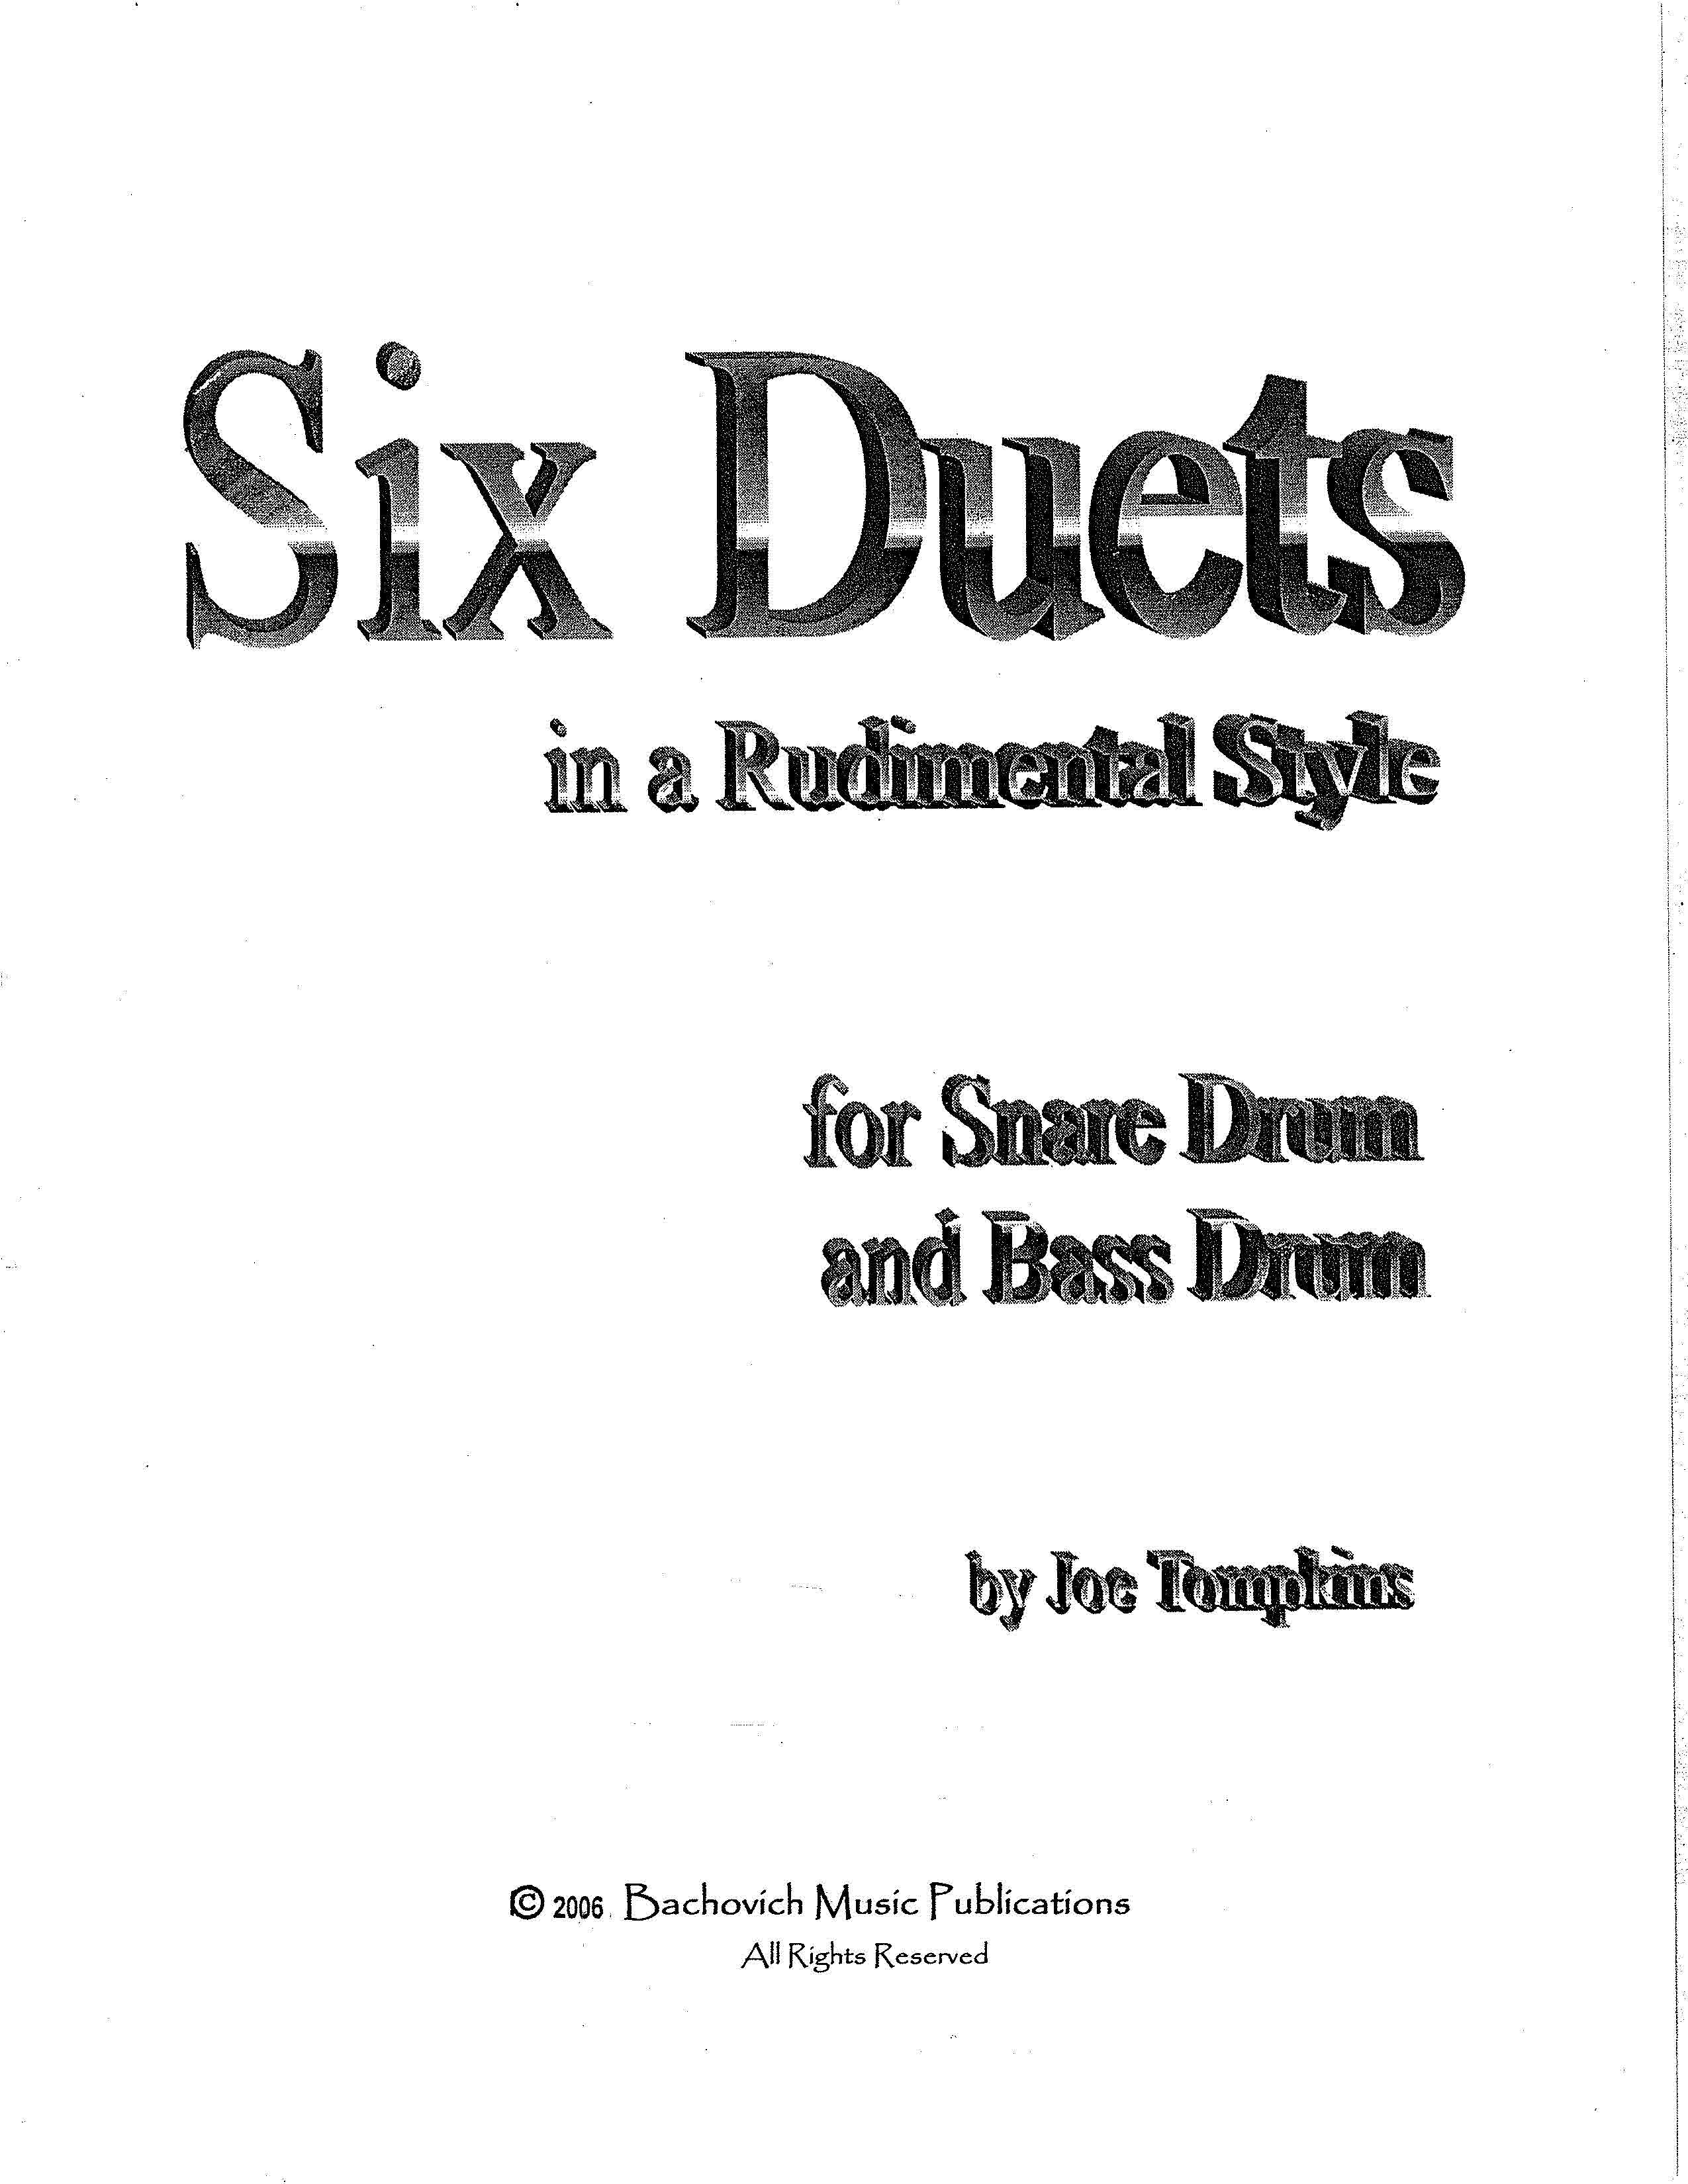 Six Duets
in a Rudimental Style
for Snare Drum
and Bass Drum
by Joe Tompkins
© 2006 Bachovich Music Publications
All Rights Reserved